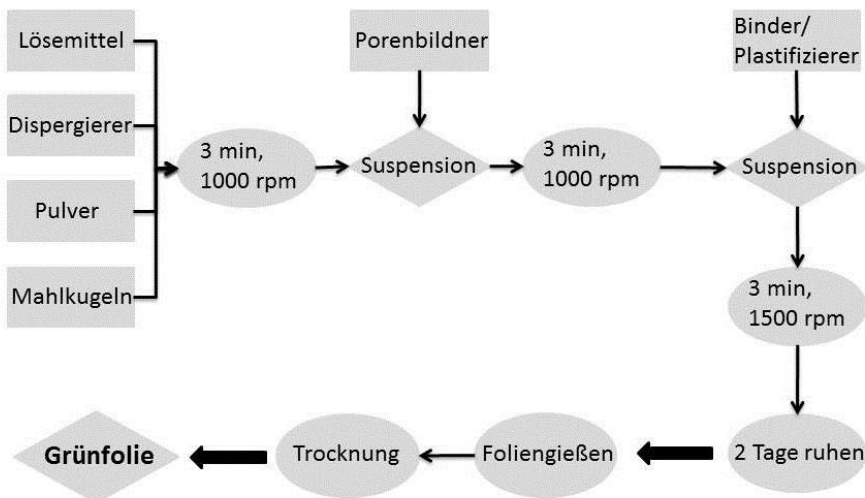 Lösemittel
Dispergierer
Pulver
Mahlkugeln
3 min,
1000 rpm
Porenbildner
Suspension
3 min,
1000 rpm
Binder/
Plastifizierer
Suspension
3 min,
1500 rpm
2 Tage ruhen
Foliengießen
Trocknung
Grünfolie